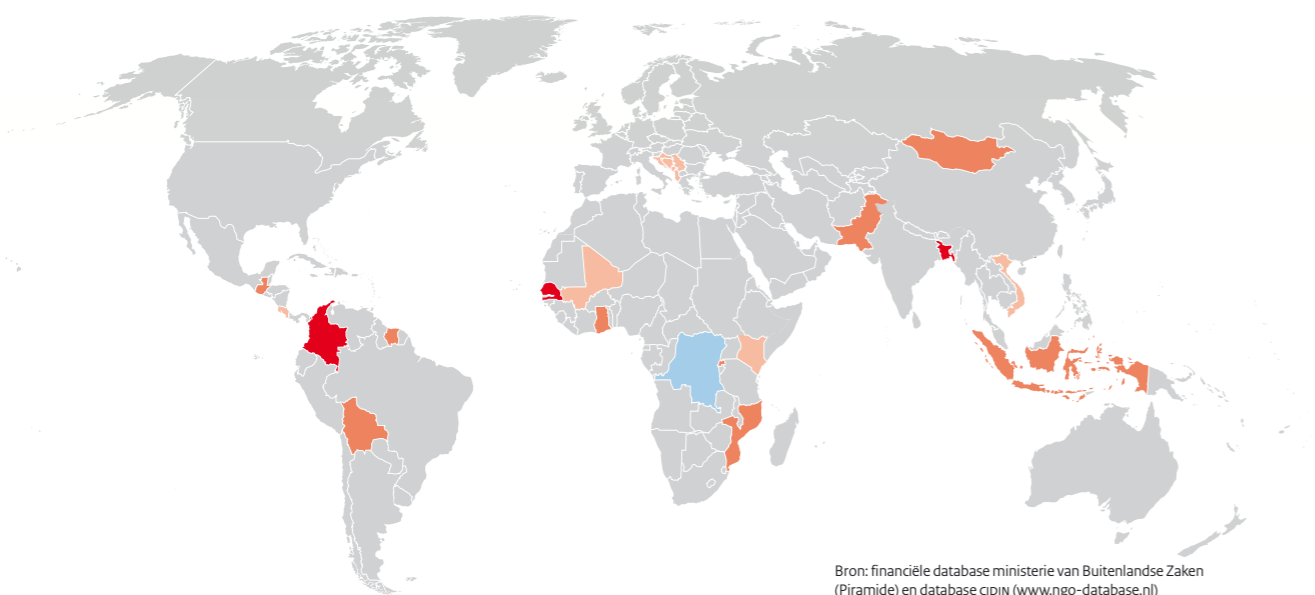 Bron: financiële database ministerie van Buitenlandse Zaken
(Piramide) en database CIDIN (www.ngo-database.nl)